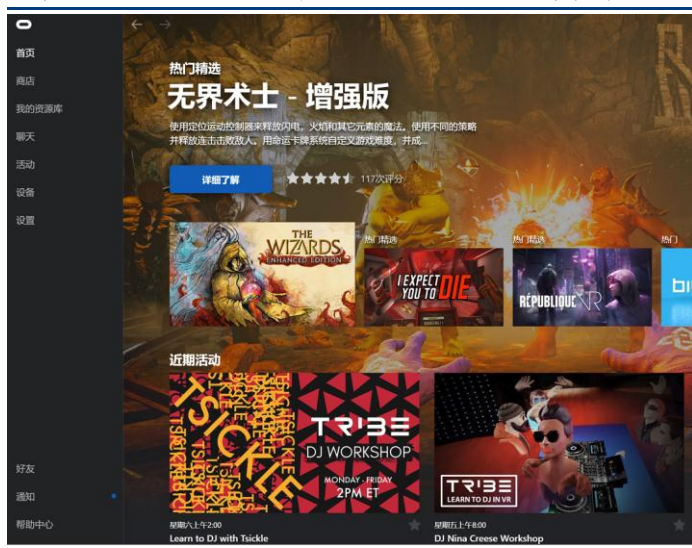 首页
商店
我的资源库
聊天
活动
设备
设置
好友
通知
帮助中心
热门精选
无界术士 - 增强版
使用定位运动控制器来释放闪电，火焰和其它元素的魔法。使用不同的策略
并释放连击击败敌人。用命运卡牌系统自定义游戏难度，并成...
详细了解
117次评分
THE
WIZARDS
ENHANCED EDITION
热门精选
I EXPECT
YOU TO DIE
热门精选
RÉPUBLIQUE VR
热门
近期活动
TSICKLE
TRIBE
DJ WORKSHOP
MONDAY - FRIDAY
2PM ET
星期六上午2:00
Learn to DJ with Tsickle
TRIBE
LEARN TO DJ IN VR
星期五上午8:00
DJ Nina Creese Workshop